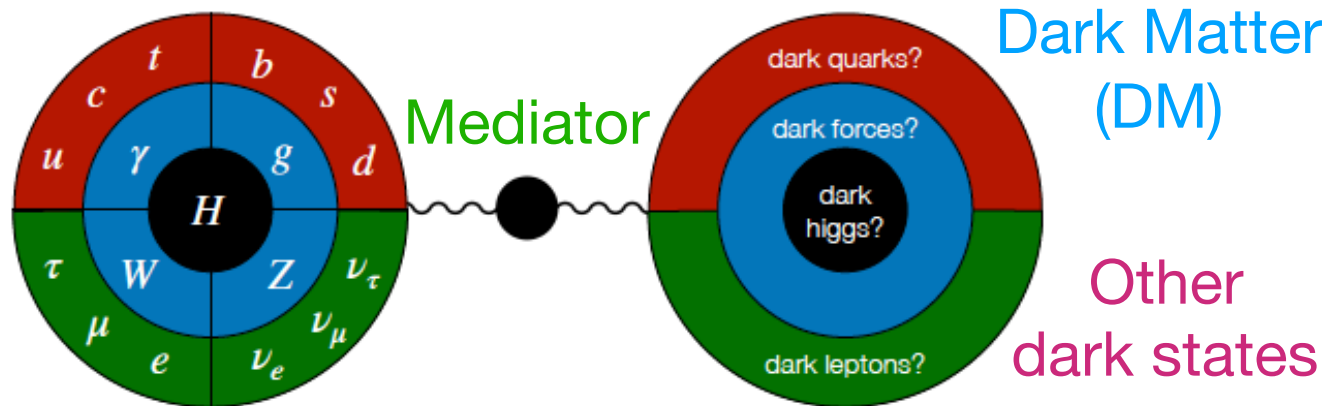 t b
c s
u d
γ g
H
W Z
τ ν_τ
μ ν_μ
e ν_e
Mediator
dark quarks?
dark forces?
dark
higgs?
dark leptons?
Dark Matter
(DM)
Other
dark states